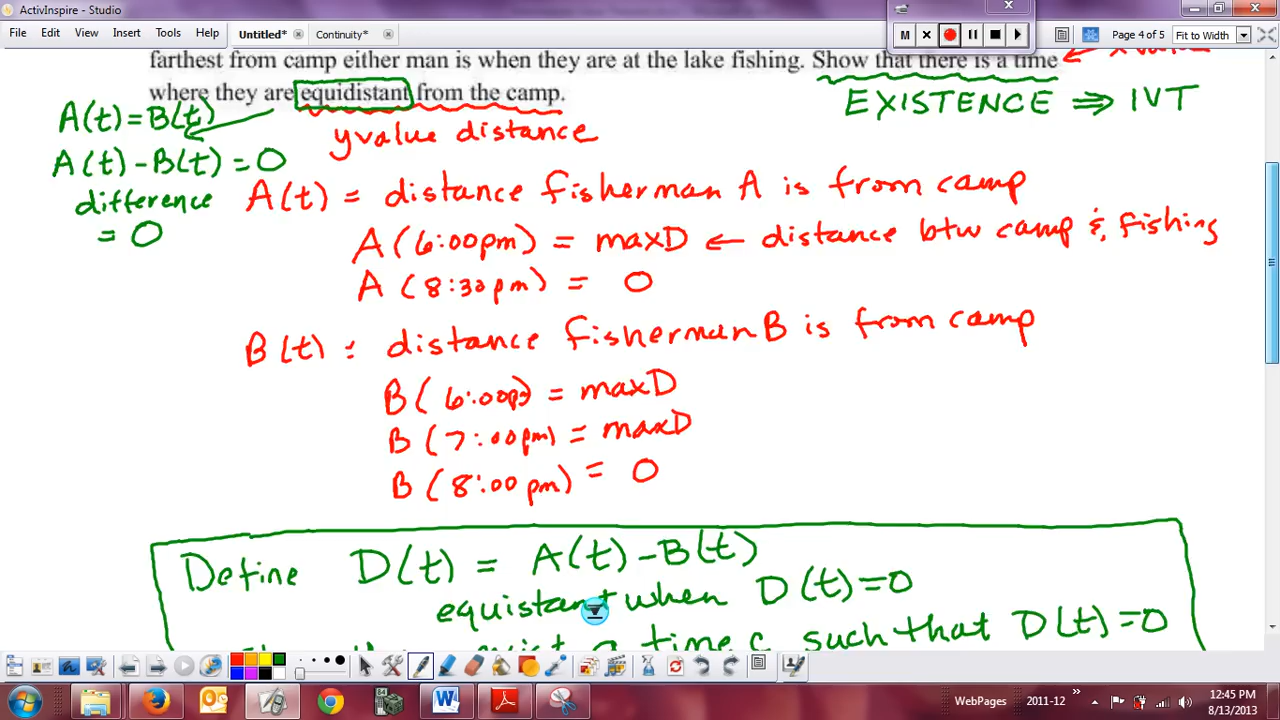 ActivInspire - Studio
File Edit View Insert Tools Help Untitled* Continuity* M Page 4 of 5 Fit to Width
farthest from camp either man is when they are at the lake fishing. Show that there is a time
where they are equidistant from the camp.
EXISTENCE ⇒ IVT
A(t)=B(t)
y value distance
A(t)-B(t)=0
difference
= 0
A(t) = distance fisherman A is from camp
A(6:00pm) = maxD ← distance btw camp & fishing
A(8:30pm) = 0
B(t) = distance fisherman B is from camp
B(6:00pm) = maxD
B(7:00pm) = maxD
B(8:00pm) = 0
Define D(t) = A(t)-B(t)
equistant when D(t)=0
a time c such that D(t)=0
WebPages 2011-12 12:45 PM
8/13/2013